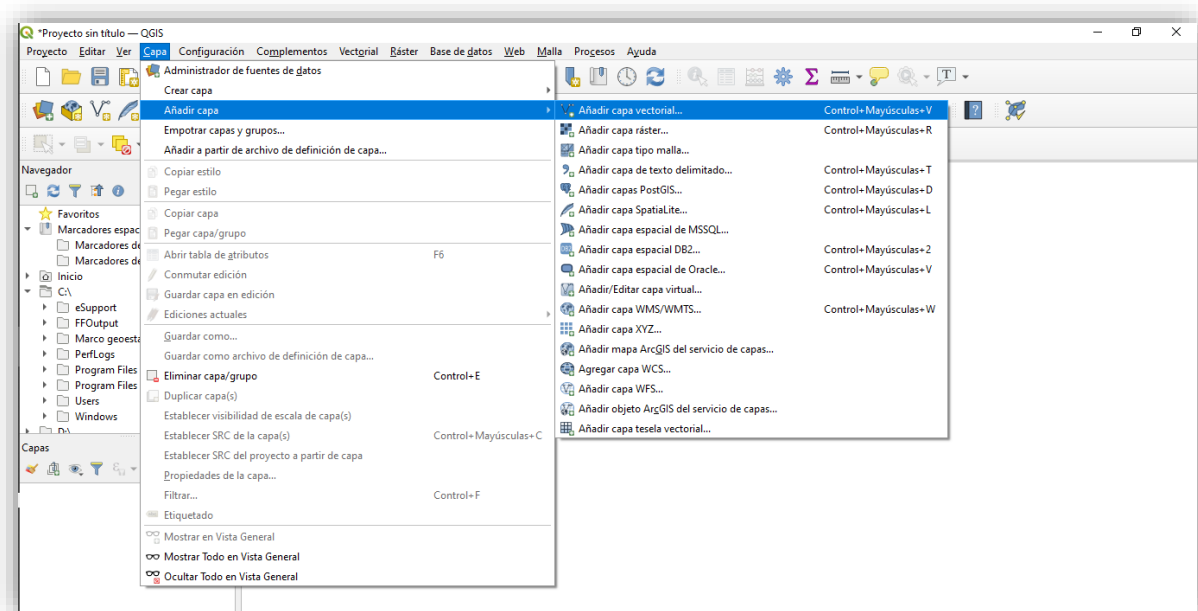 *Proyecto sin título — QGIS
Proyecto Editar Ver Capa Configuración Complementos Vectorial Ráster Base de datos Web Malla Procesos Ayuda
Administrador de fuentes de datos
Crear capa
Añadir capa
Empotrar capas y grupos...
Añadir a partir de archivo de definición de capa...
Copiar estilo
Pegar estilo
Copiar capa
Pegar capa/grupo
Abrir tabla de atributos F6
Conmutar edición
Guardar capa en edición
Ediciones actuales
Guardar como...
Guardar como archivo de definición de capa...
Eliminar capa/grupo Control+E
Duplicar capa(s)
Establecer visibilidad de escala de capa(s)
Establecer SRC de la capa(s) Control+Mayúsculas+C
Establecer SRC del proyecto a partir de capa
Propiedades de la capa...
Filtrar... Control+F
Etiquetado
Mostrar en Vista General
Mostrar Todo en Vista General
Ocultar Todo en Vista General
Añadir capa vectorial... Control+Mayúsculas+V
Añadir capa ráster... Control+Mayúsculas+R
Añadir capa tipo malla...
Añadir capa de texto delimitado... Control+Mayúsculas+T
Añadir capas PostGIS... Control+Mayúsculas+D
Añadir capa SpatiaLite... Control+Mayúsculas+L
Añadir capa espacial de MSSQL...
Añadir capa espacial DB2... Control+Mayúsculas+2
Añadir capa espacial de Oracle... Control+Mayúsculas+V
Añadir/Editar capa virtual...
Añadir capa WMS/WMTS... Control+Mayúsculas+W
Añadir capa XYZ...
Añadir mapa ArcGIS del servicio de capas...
Agregar capa WCS...
Añadir capa WFS...
Añadir objeto ArcGIS del servicio de capas...
Añadir capa tesela vectorial...
Navegador
Favoritos
Marcadores espac
Marcadores de
Marcadores de
Inicio
C:\
eSupport
FFOutput
Marco geoesta
PerfLogs
Program Files
Program Files
Users
Windows
D:\
Capas